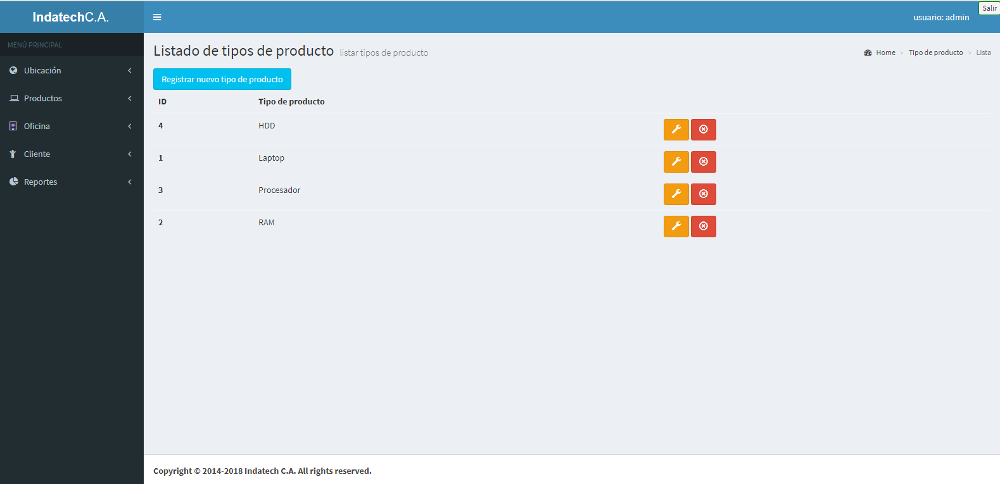 IndatechC.A.
usuario: admin
Salir
MENÚ PRINCIPAL
Ubicación
Productos
Oficina
Cliente
Reportes
Listado de tipos de producto listar tipos de producto
Home > Tipo de producto > Lista
Registrar nuevo tipo de producto
ID Tipo de producto
4 HDD
1 Laptop
3 Procesador
2 RAM
Copyright © 2014-2018 Indatech C.A. All rights reserved.